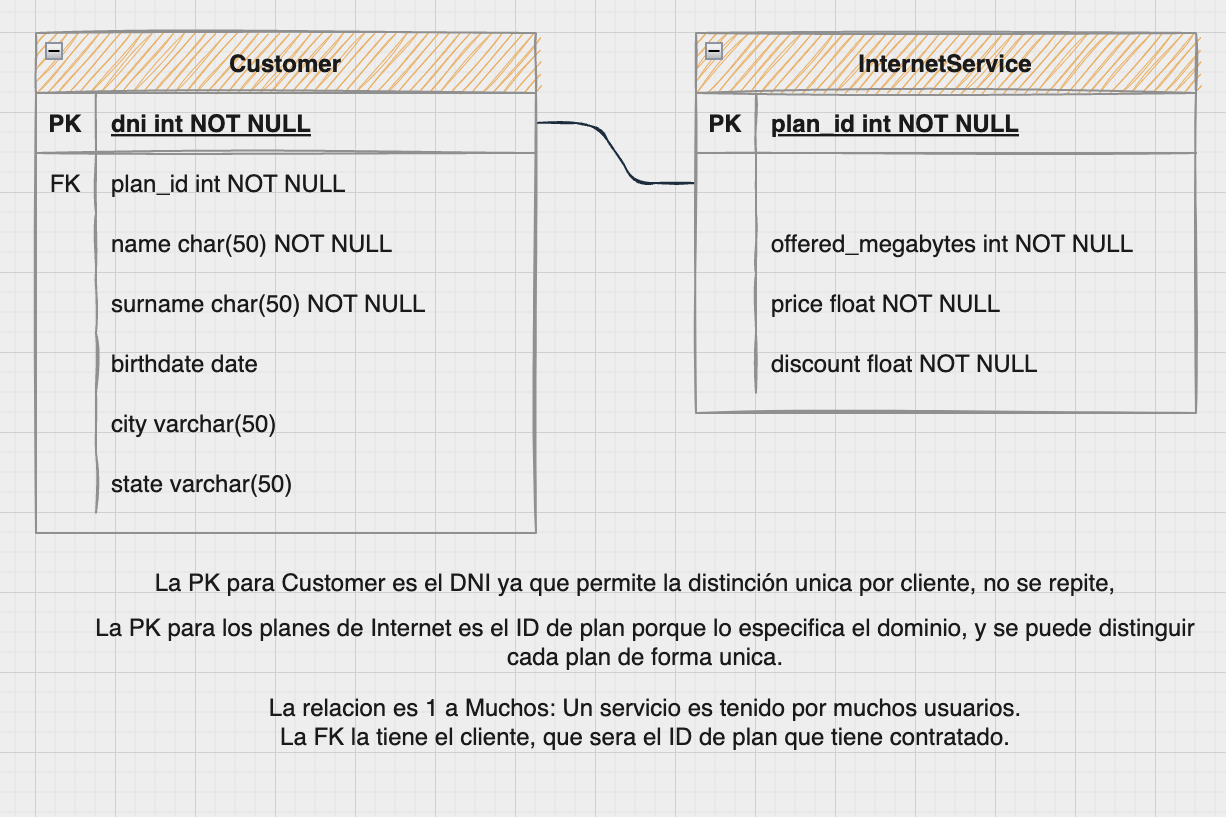 Customer
PK dni int NOT NULL
FK plan_id int NOT NULL
name char(50) NOT NULL
surname char(50) NOT NULL
birthdate date
city varchar(50)
state varchar(50)
InternetService
PK plan_id int NOT NULL
offered_megabytes int NOT NULL
price float NOT NULL
discount float NOT NULL
La PK para Customer es el DNI ya que permite la distinción unica por cliente, no se repite,
La PK para los planes de Internet es el ID de plan porque lo especifica el dominio, y se puede distinguir
cada plan de forma unica.
La relacion es 1 a Muchos: Un servicio es tenido por muchos usuarios.
La FK la tiene el cliente, que sera el ID de plan que tiene contratado.